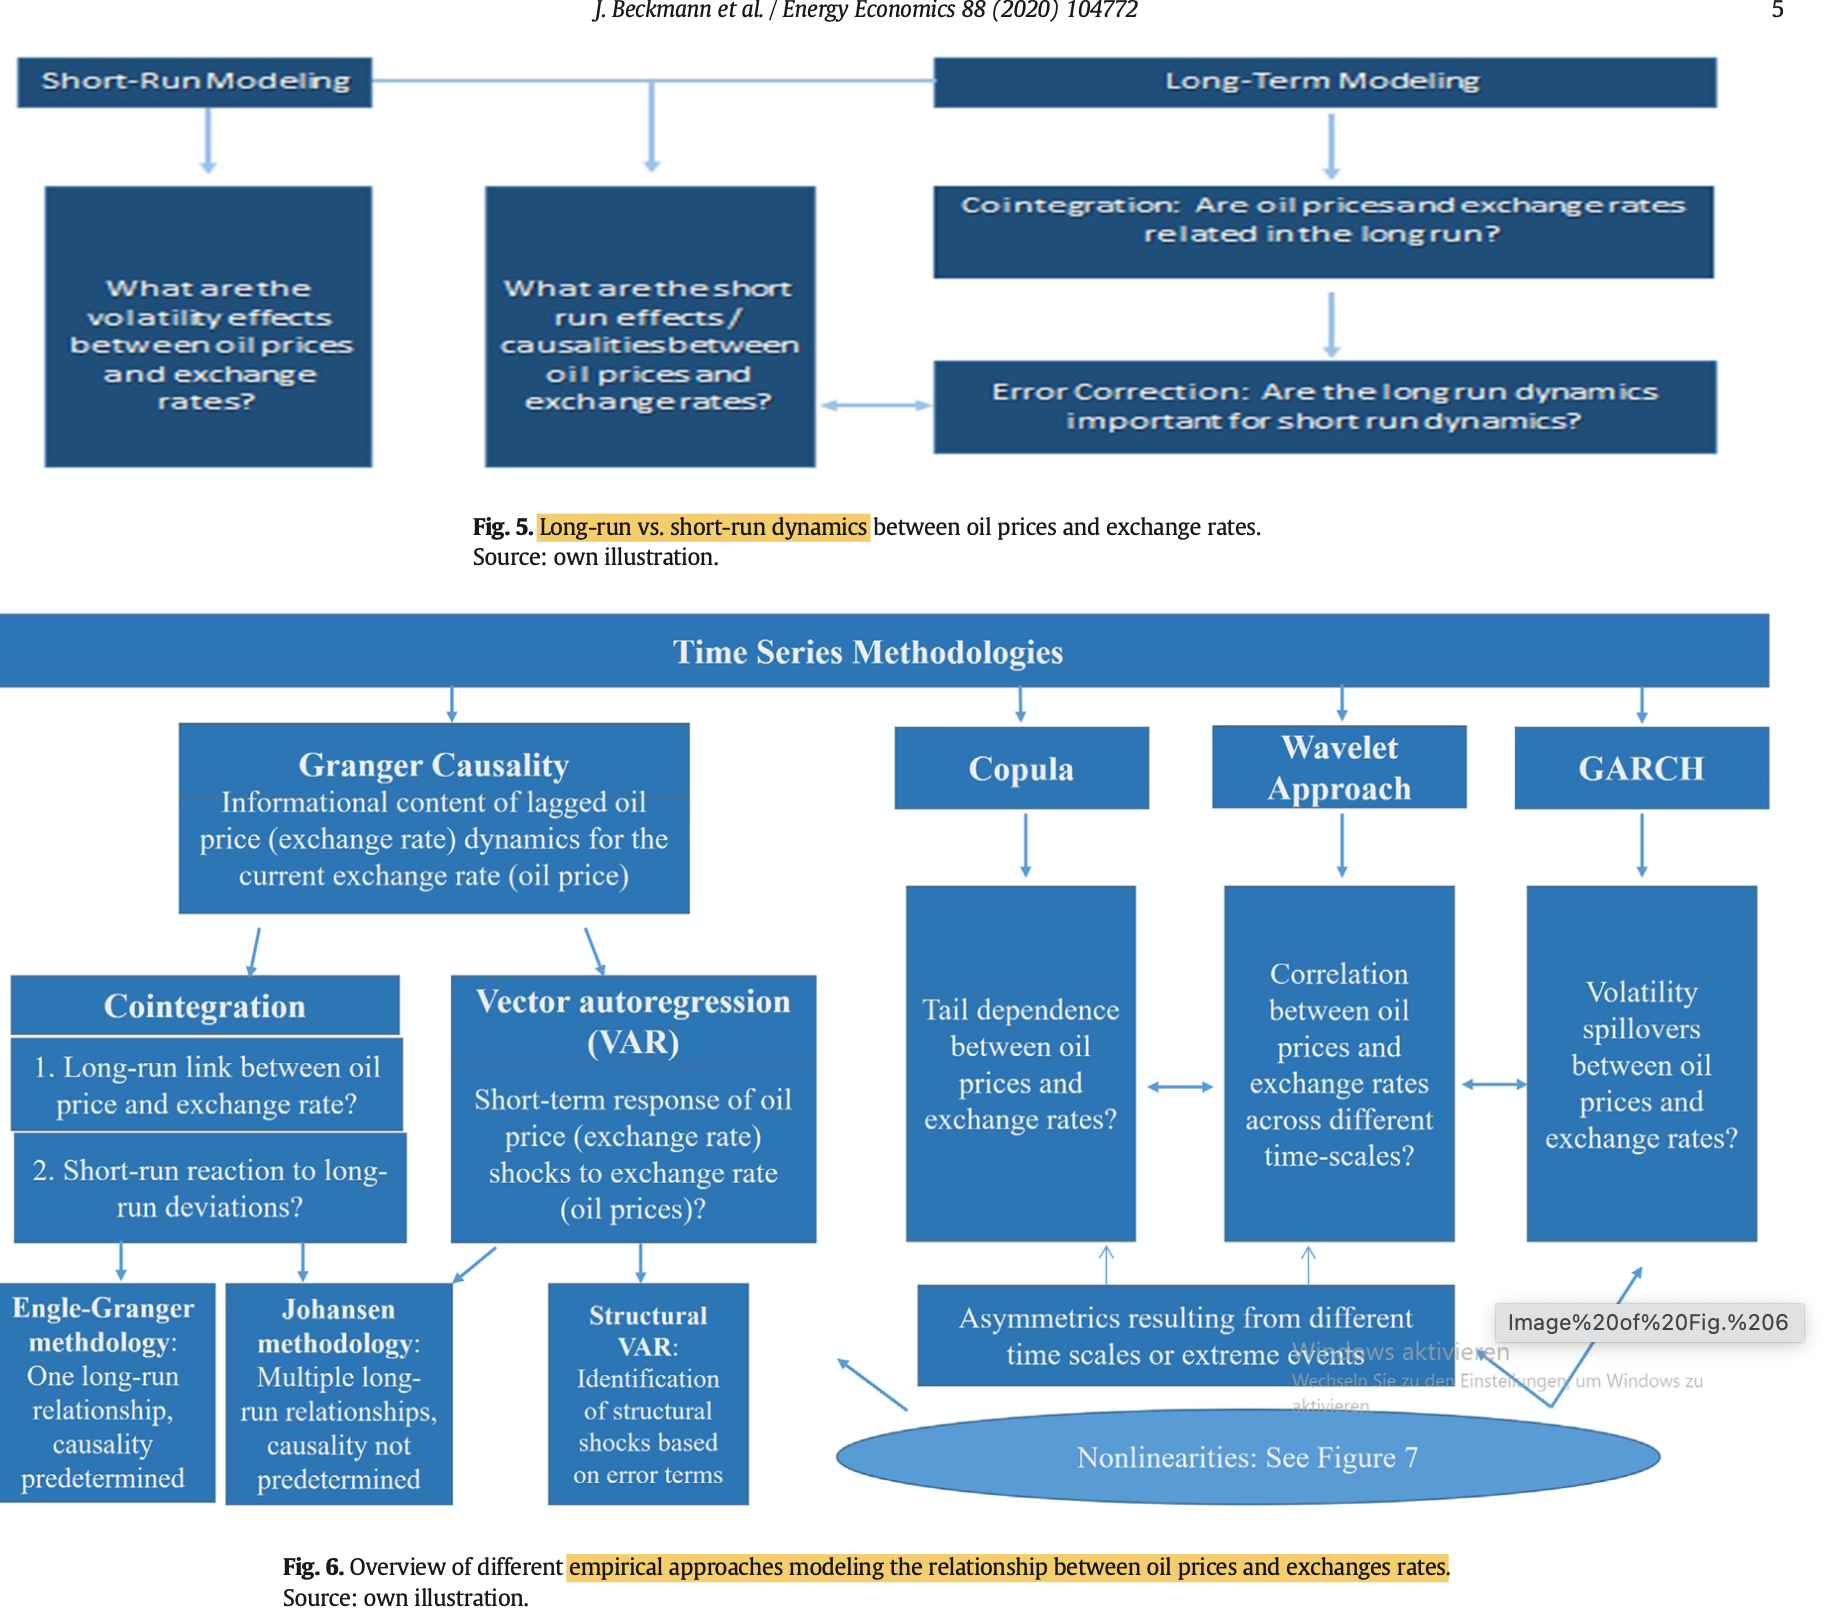 J. Beckmann et al. / Energy Economics 88 (2020) 104772
5
Short-Run Modeling
Long-Term Modeling
What are the
volatility effects
between oil prices
and exchange
rates?
What are the short
run effects /
causalities between
oil prices and
exchange rates?
Cointegration: Are oil prices and exchange rates
related in the long run?
Error Correction: Are the long run dynamics
important for short run dynamics?
Fig. 5. Long-run vs. short-run dynamics between oil prices and exchange rates.
Source: own illustration.
Time Series Methodologies
Granger Causality
Informational content of lagged oil
price (exchange rate) dynamics for the
current exchange rate (oil price)
Copula
Wavelet
Approach
GARCH
Cointegration
1. Long-run link between oil
price and exchange rate?
2. Short-run reaction to long-
run deviations?
Vector autoregression
(VAR)
Short-term response of oil
price (exchange rate)
shocks to exchange rate
(oil prices)?
Tail dependence
between oil
prices and
exchange rates?
Correlation
between oil
prices and
exchange rates
across different
time-scales?
Volatility
spillovers
between oil
prices and
exchange rates?
Engle-Granger
methdology:
One long-run
relationship,
causality
predetermined
Johansen
methodology:
Multiple long-
run relationships,
causality not
predetermined
Structural
VAR:
Identification
of structural
shocks based
on error terms
Asymmetrics resulting from different
time scales or extreme events
Image%20of%20Fig.%206
Windows aktivieren
Wechseln Sie zu den Einstellungen, um Windows zu
aktivieren
Nonlinearities: See Figure 7
Fig. 6. Overview of different empirical approaches modeling the relationship between oil prices and exchanges rates.
Source: own illustration.